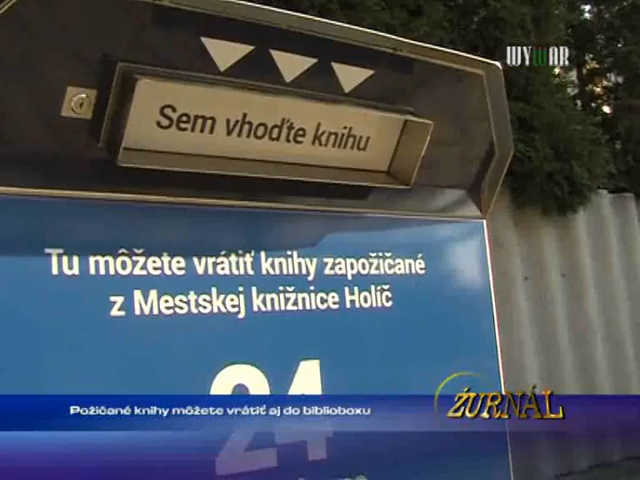 WYWAR
Sem vhoďte knihu
Tu môžete vrátiť knihy zapožičané
z Mestskej knižnice Holíč
24
Požičané knihy môžete vrátiť aj do biblioboxu
ŽURNÁL